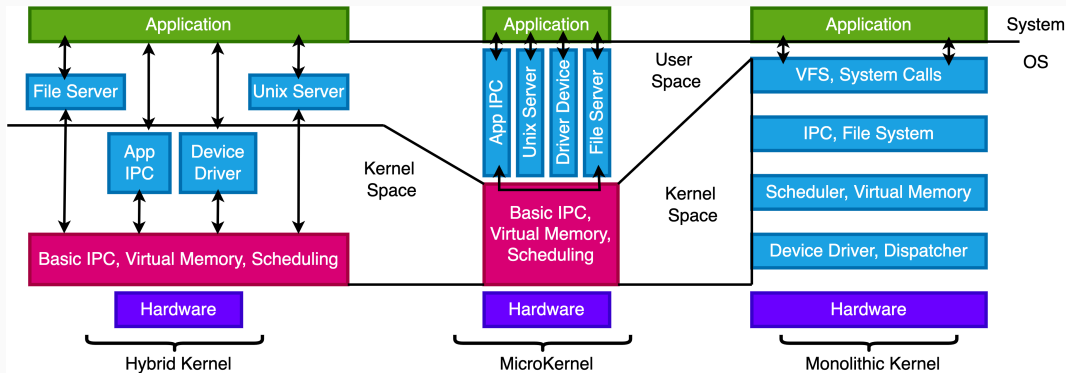 Application
File Server
Unix Server
App
IPC
Device
Driver
Basic IPC, Virtual Memory, Scheduling
Hardware
Hybrid Kernel
Kernel
Space
Application
App IPC
Unix Server
Driver Device
File Server
Basic IPC,
Virtual Memory,
Scheduling
Hardware
MicroKernel
User
Space
Kernel
Space
Application
VFS, System Calls
IPC, File System
Scheduler, Virtual Memory
Device Driver, Dispatcher
Hardware
Monolithic Kernel
System
OS